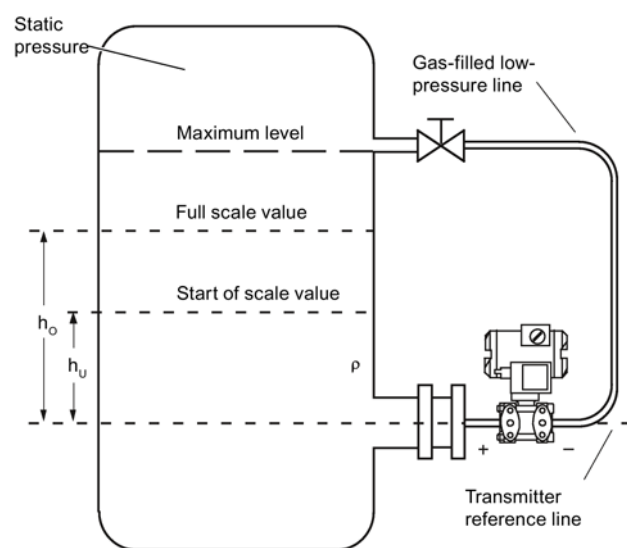 Static
pressure
Gas-filled low-
pressure line
Maximum level
Full scale value
Start of scale value
hO
hU
ρ
+ −
Transmitter
reference line